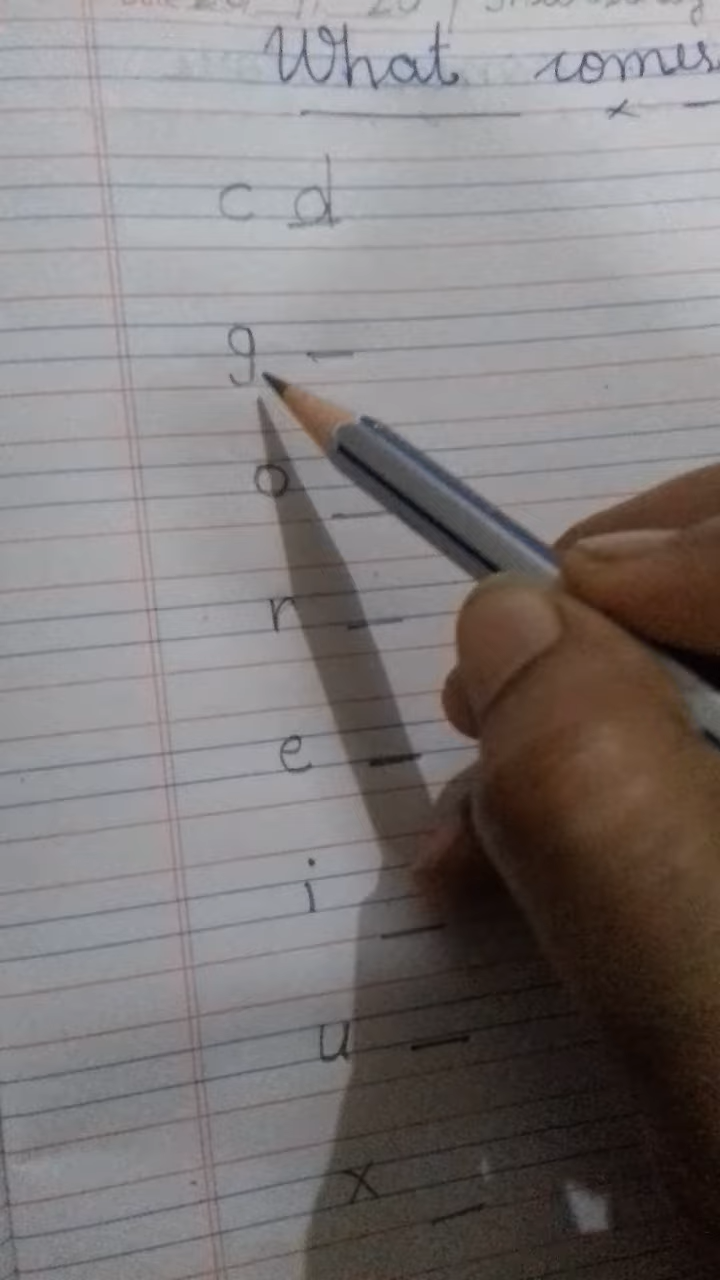 What comes
c d
g _
o _
r _
e _
i _
u _
x _